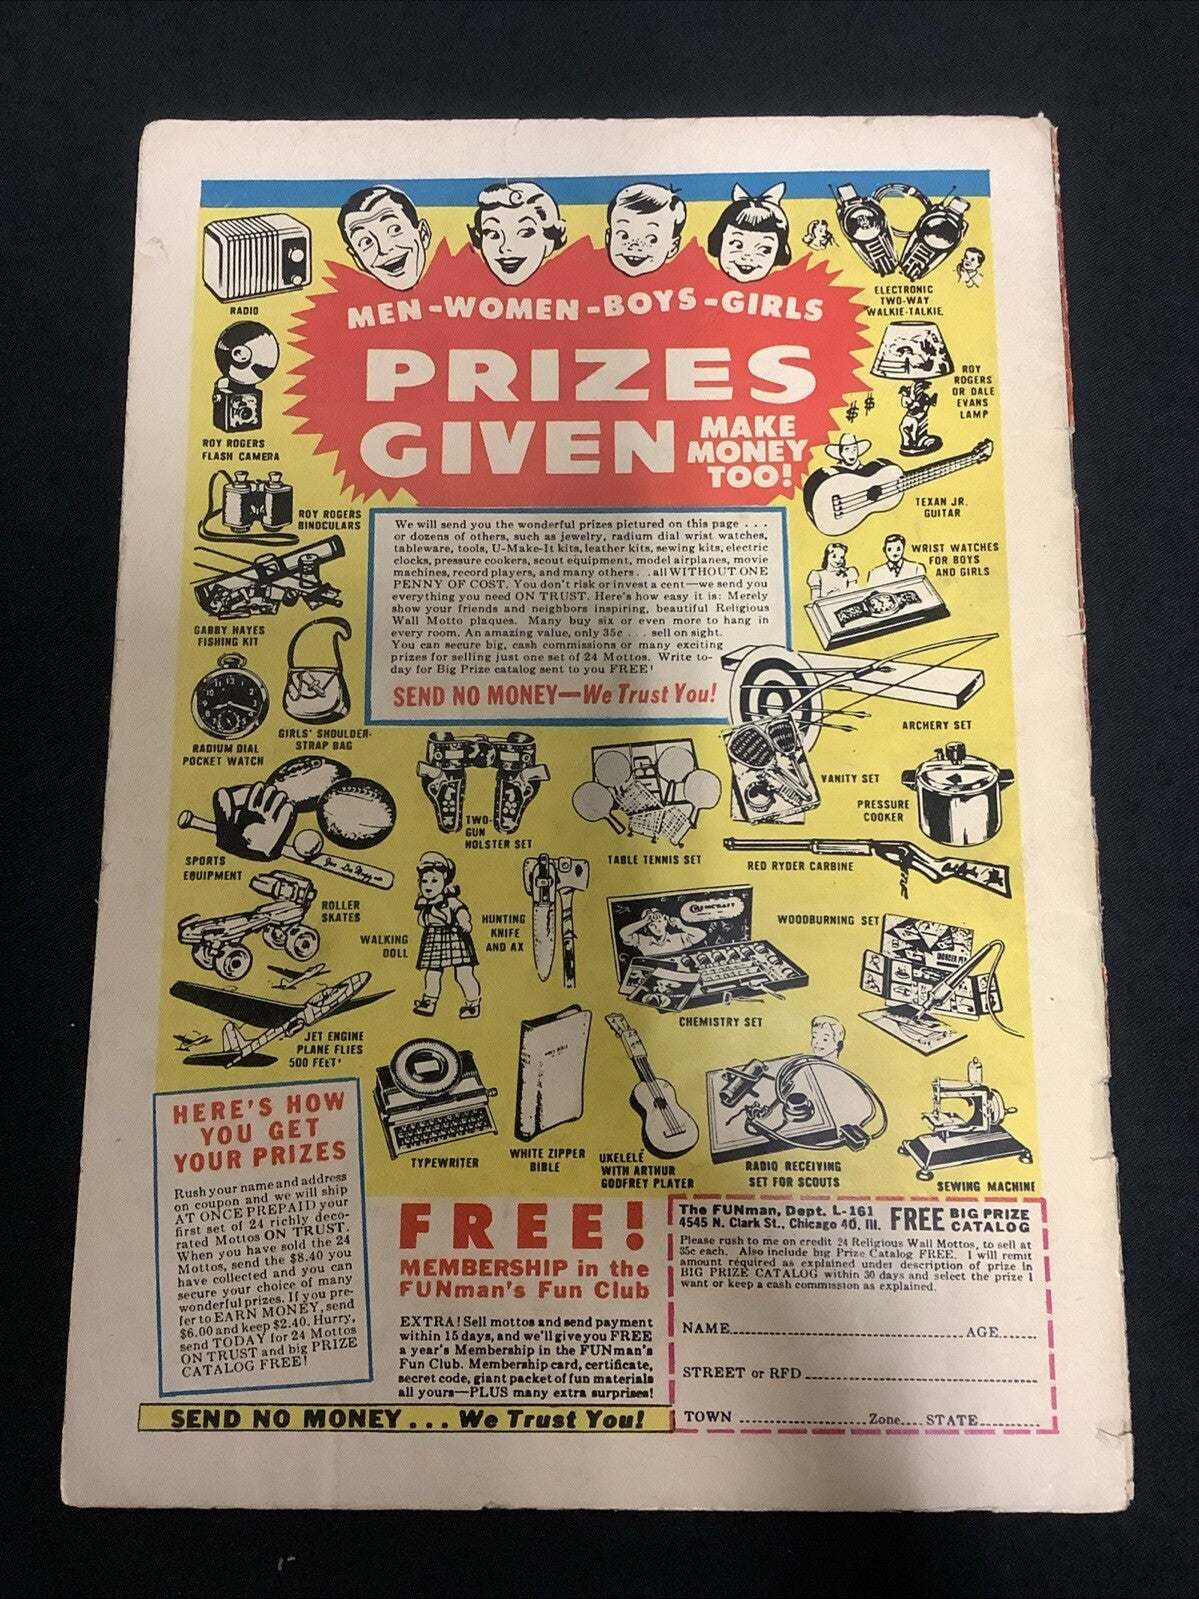 MEN-WOMEN-BOYS-GIRLS
PRIZES
GIVEN
MAKE
MONEY
TOO!
RADIO
ROY ROGERS
FLASH CAMERA
ROY ROGERS
BINOCULARS
GABBY HAYES
FISHING KIT
RADIUM DIAL
POCKET WATCH
GIRLS' SHOULDER-
STRAP BAG
ELECTRONIC
TWO-WAY
WALKIE-TALKIE
ROY
ROGERS
OR DALE
EVANS
LAMP
$ $
TEXAN JR.
GUITAR
WRIST WATCHES
FOR BOYS
AND GIRLS
ARCHERY SET
We will send you the wonderful prizes pictured on this page . . .
or dozens of others, such as jewelry, radium dial wrist watches,
tableware, tools, U-Make-It kits, leather kits, sewing kits, electric
clocks, pressure cookers, scout equipment, model airplanes, movie
machines, record players, and many others. . .all WITHOUT ONE
PENNY OF COST. You don't risk or invest a cent—we send you
everything you need ON TRUST. Here's how easy it is: Merely
show your friends and neighbors inspiring, beautiful Religious
Wall Motto plaques. Many buy six or even more to hang in
every room. An amazing value, only 35c . . . sell on sight.
You can secure big, cash commissions or many exciting
prizes for selling just one set of 24 Mottos. Write to-
day for Big Prize catalog sent to you FREE!
SEND NO MONEY—We Trust You!
SPORTS
EQUIPMENT
TWO-
GUN
HOLSTER SET
TABLE TENNIS SET
VANITY SET
PRESSURE
COOKER
RED RYDER CARBINE
ROLLER
SKATES
WALKING
DOLL
HUNTING
KNIFE
AND AX
CHEMCRAFT
CHEMISTRY SET
WOODBURNING SET
JET ENGINE
PLANE FLIES
500 FEET!
TYPEWRITER
HOLY BIBLE
WHITE ZIPPER
BIBLE
UKELELE
WITH ARTHUR
GODFREY PLAYER
RADIO RECEIVING
SET FOR SCOUTS
SEWING MACHINE
HERE'S HOW
YOU GET
YOUR PRIZES
Rush your name and address
on coupon and we will ship
AT ONCE PREPAID your
first set of 24 richly deco-
rated Mottos ON TRUST.
When you have sold the 24
Mottos, send the $8.40 you
have collected and you can
secure your choice of many
wonderful prizes. If you pre-
fer to EARN MONEY, send
$6.00 and keep $2.40. Hurry,
send TODAY for 24 Mottos
ON TRUST and big PRIZE
CATALOG FREE!
FREE!
MEMBERSHIP in the
FUNman's Fun Club
EXTRA! Sell mottos and send payment
within 15 days, and we'll give you FREE
a year's Membership in the FUNman's
Fun Club. Membership card, certificate,
secret code, giant packet of fun materials
all yours—PLUS many extra surprises!
SEND NO MONEY . . . We Trust You!
The FUNman, Dept. L-161
4545 N. Clark St., Chicago 40, Ill.
FREE BIG PRIZE
CATALOG
Please rush to me on credit 24 Religious Wall Mottos, to sell at
35c each. Also include big Prize Catalog FREE. I will remit
amount required as explained under description of prize in
BIG PRIZE CATALOG within 30 days and select the prize I
want or keep a cash commission as explained.
NAME AGE
STREET or RFD
TOWN Zone STATE